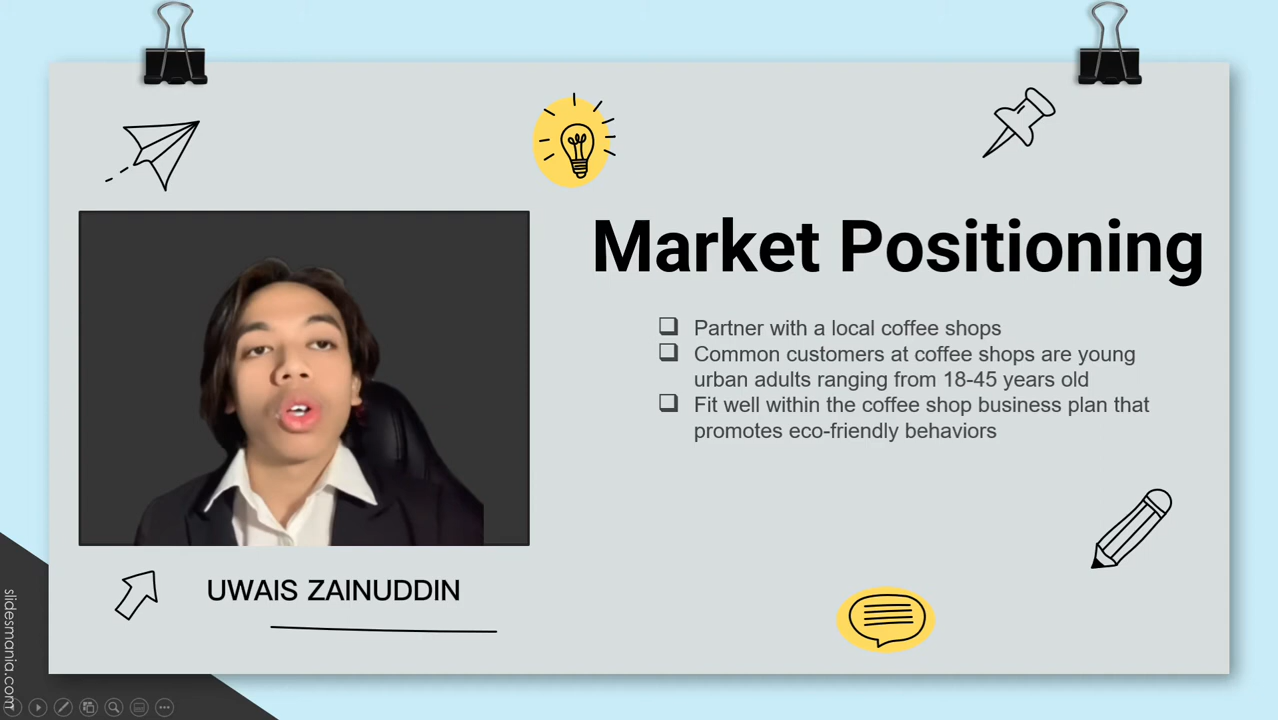 Market Positioning
Partner with a local coffee shops
Common customers at coffee shops are young
urban adults ranging from 18-45 years old
Fit well within the coffee shop business plan that
promotes eco-friendly behaviors
UWAIS ZAINUDDIN
slidesmania.com